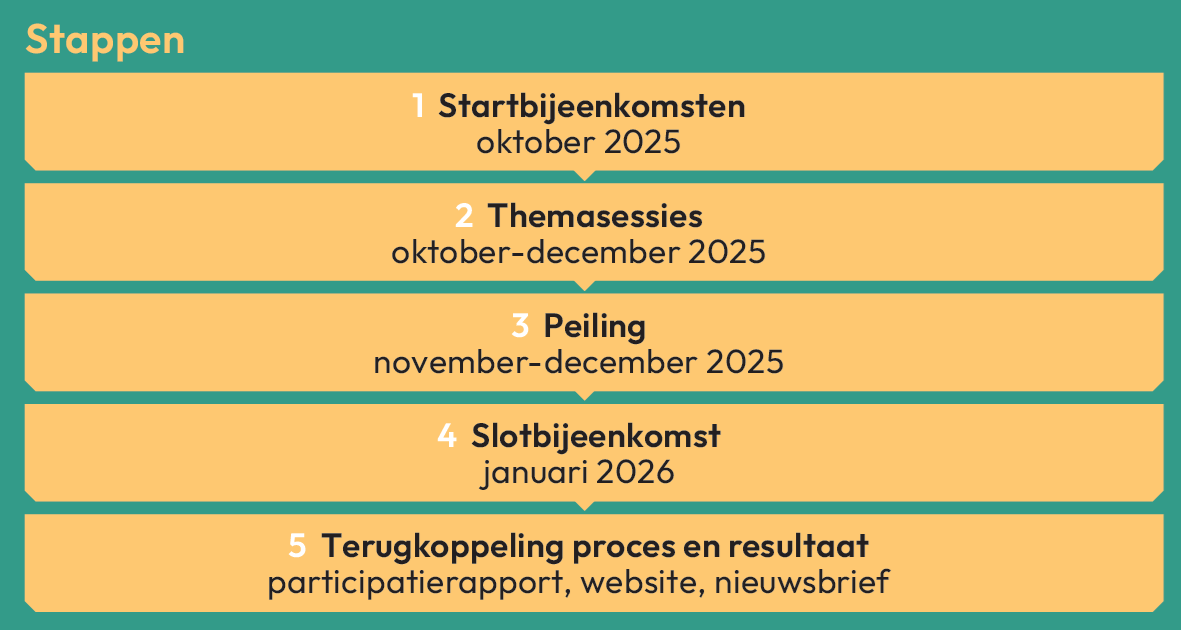 Stappen
1 Startbijeenkomsten
oktober 2025
2 Themasessies
oktober-december 2025
3 Peiling
november-december 2025
4 Slotbijeenkomst
januari 2026
5 Terugkoppeling proces en resultaat
participatierapport, website, nieuwsbrief